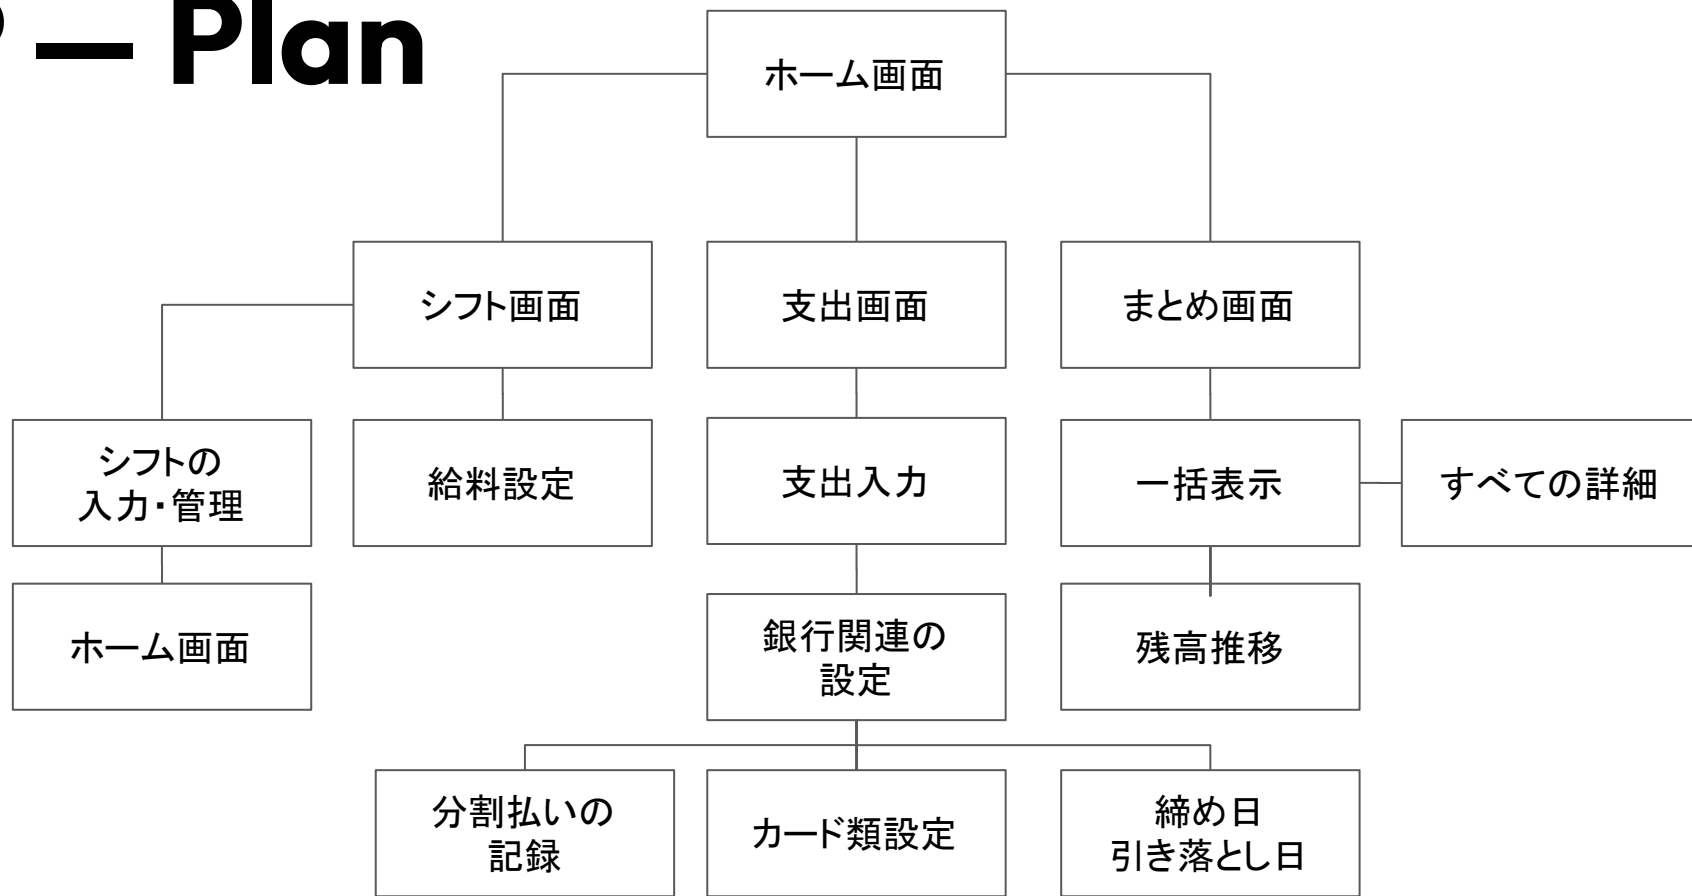 — Plan
ホーム画面
シフト画面
支出画面
まとめ画面
シフトの
入力・管理
給料設定
支出入力
一括表示
すべての詳細
ホーム画面
銀行関連の
設定
残高推移
分割払いの
記録
カード類設定
締め日
引き落とし日